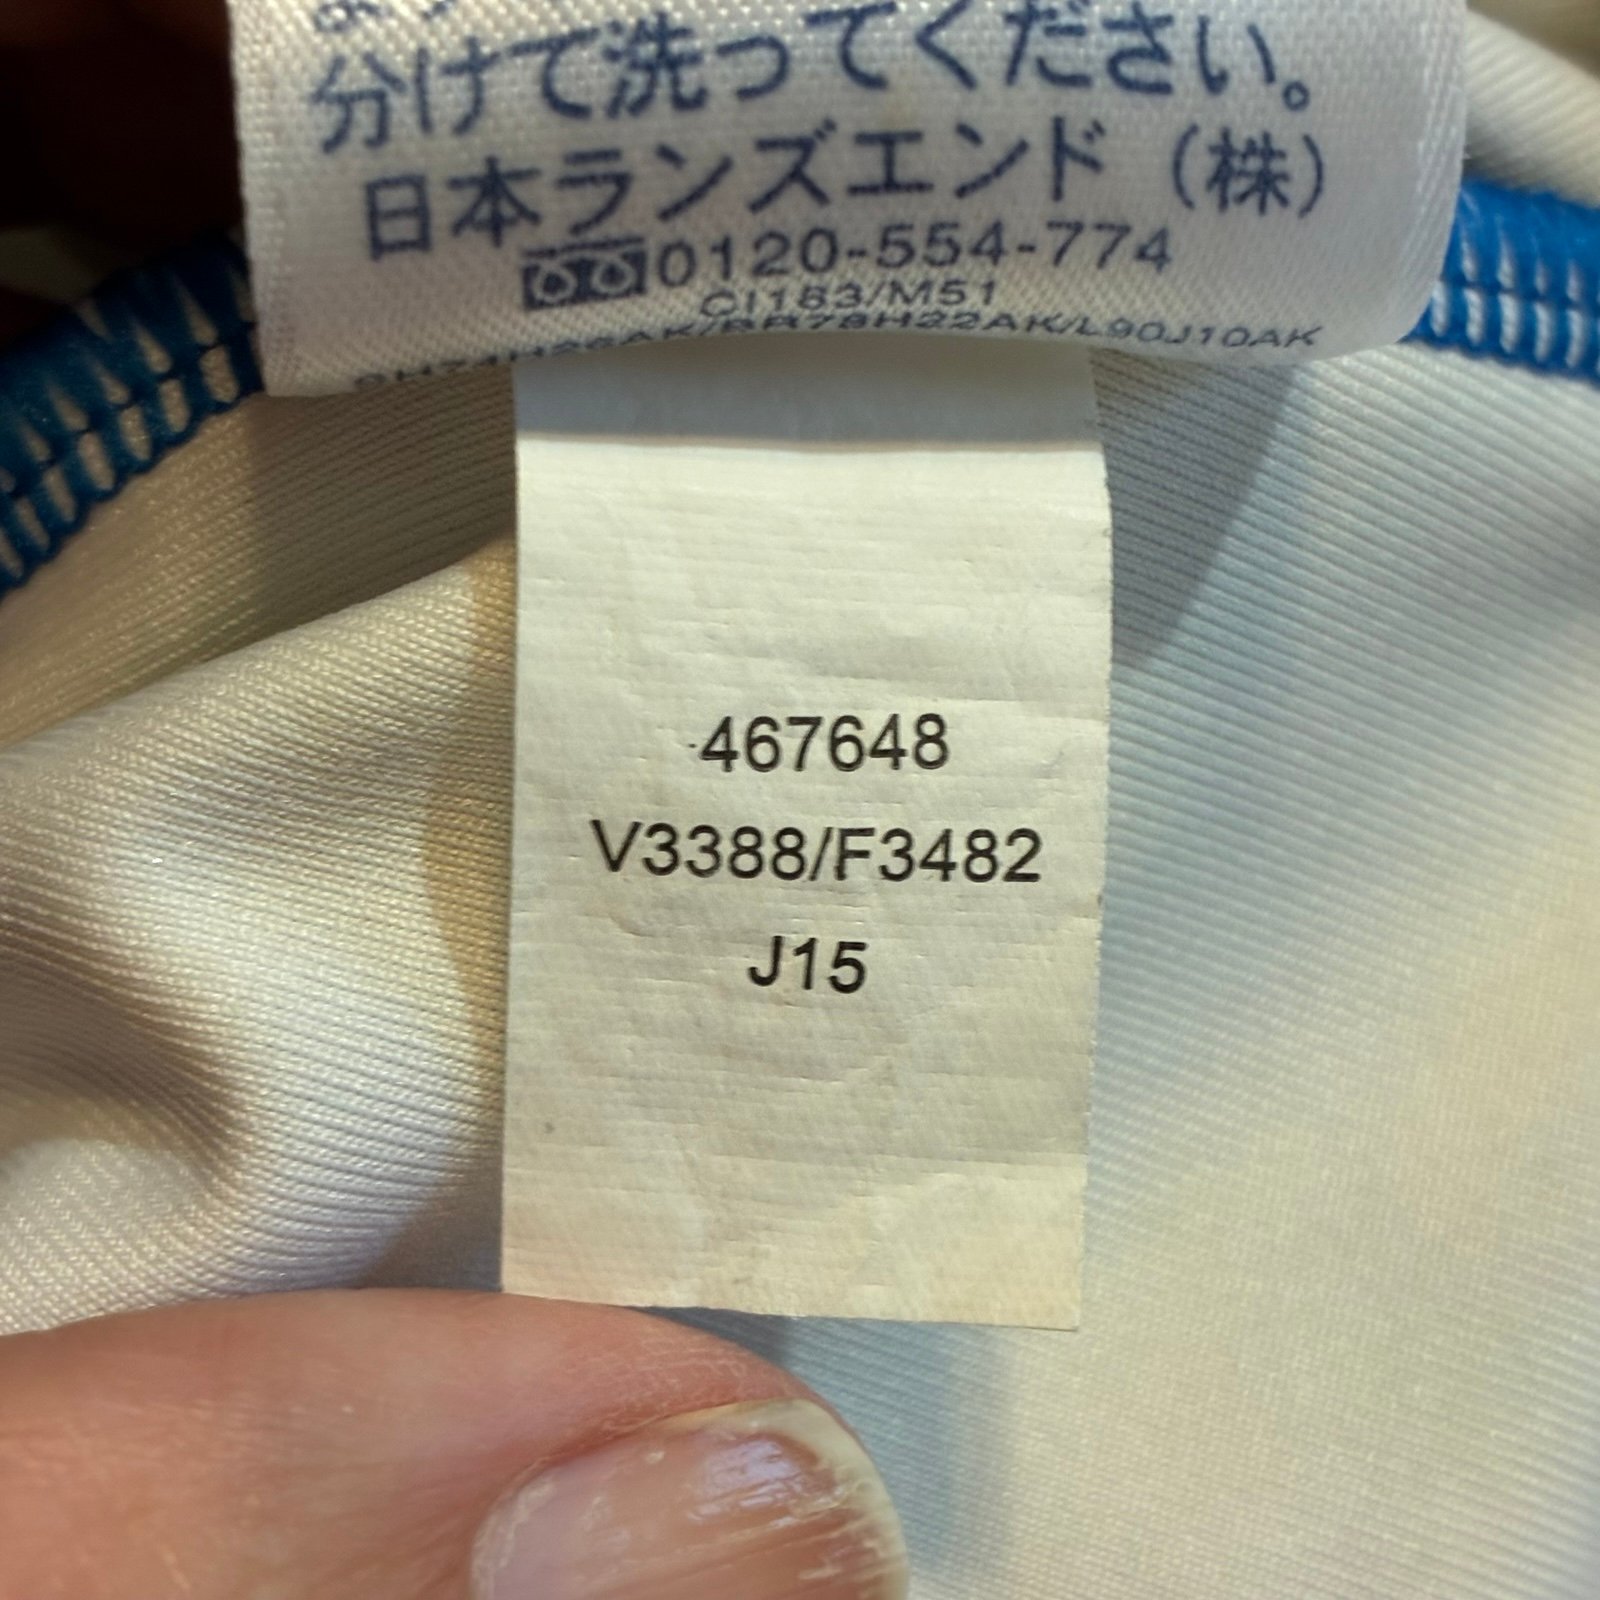 分けて洗ってください。
日本ランズエンド（株）
0120-554-774
CI183/M51
467648
V3388/F3482
J15